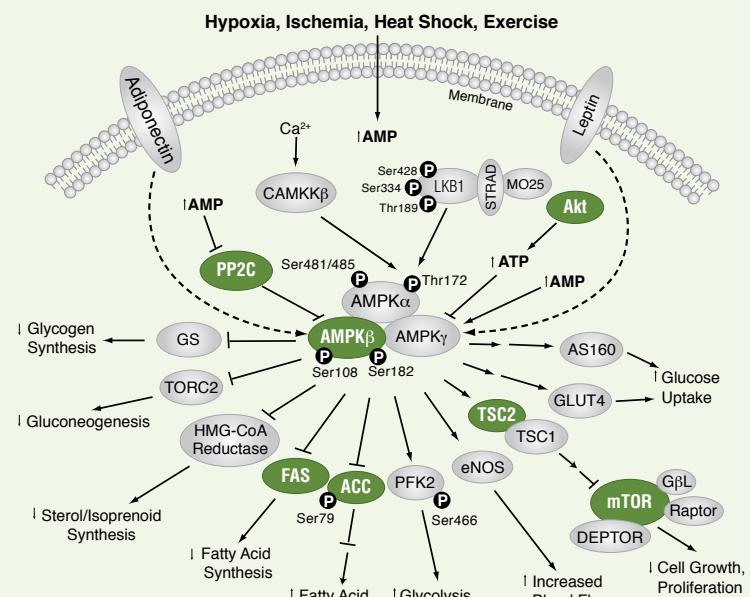 Hypoxia, Ischemia, Heat Shock, Exercise
Adiponectin
Membrane
Leptin
Ca²⁺
↑AMP
Ser428 P
Ser334 P
Thr189 P
LKB1
STRAD
MO25
CAMKKβ
↑AMP
Akt
PP2C
Ser481/485
P
P
Thr172
↑ATP
↑AMP
AMPKα
AMPKβ
AMPKγ
P
Ser108
P
Ser182
↓ Glycogen
Synthesis
GS
AS160
↑ Glucose
Uptake
TORC2
GLUT4
↓ Gluconeogenesis
TSC2
TSC1
HMG-CoA
Reductase
FAS
ACC
P
Ser79
PFK2
P
Ser466
eNOS
mTOR
GβL
Raptor
DEPTOR
↓ Sterol/Isoprenoid
Synthesis
↓ Fatty Acid
Synthesis
↑ Fatty Acid
↑Glycolysis
↑ Increased
↓ Cell Growth,
Proliferation